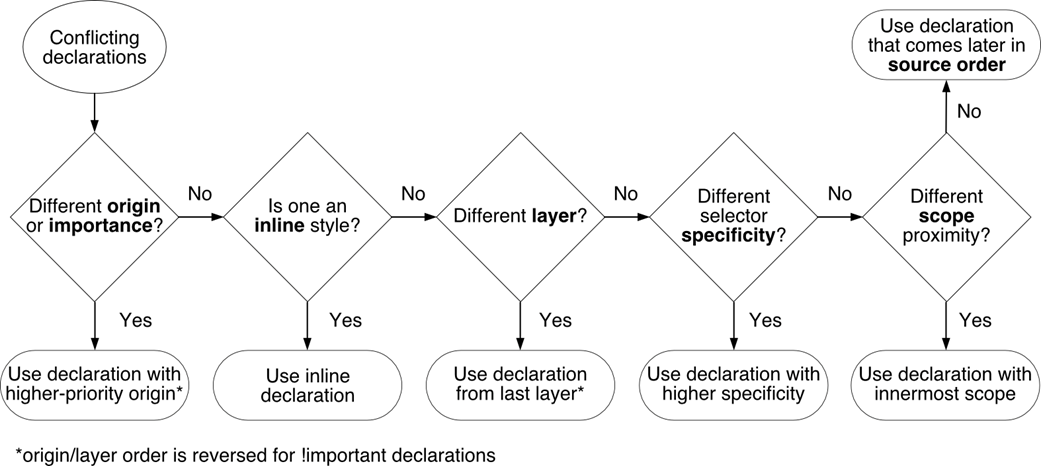 Conflicting
declarations
Different origin
or importance?
No
Yes
Use declaration with
higher-priority origin*
Is one an
inline style?
No
Yes
Use inline
declaration
Different layer?
No
Yes
Use declaration
from last layer*
Different
selector
specificity?
No
Yes
Use declaration with
higher specificity
Different
scope
proximity?
No
Use declaration
that comes later in
source order
Yes
Use declaration with
innermost scope
*origin/layer order is reversed for !important declarations